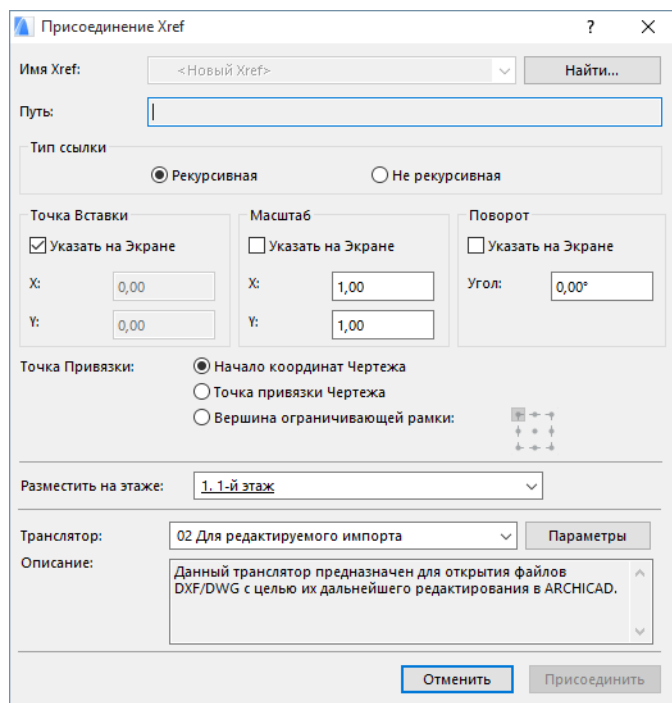 Присоединение Xref
?
Имя Xref:
<Новый Xref>
Найти...
Путь:
Тип ссылки
Рекурсивная
Не рекурсивная
Точка Вставки
Указать на Экране
X:
0,00
Y:
0,00
Масштаб
Указать на Экране
X:
1,00
Y:
1,00
Поворот
Указать на Экране
Угол:
0,00°
Точка Привязки:
Начало координат Чертежа
Точка привязки Чертежа
Вершина ограничивающей рамки:
Разместить на этаже:
1. 1-й этаж
Транслятор:
02 Для редактируемого импорта
Параметры
Описание:
Данный транслятор предназначен для открытия файлов
DXF/DWG с целью их дальнейшего редактирования в ARCHICAD.
Отменить
Присоединить